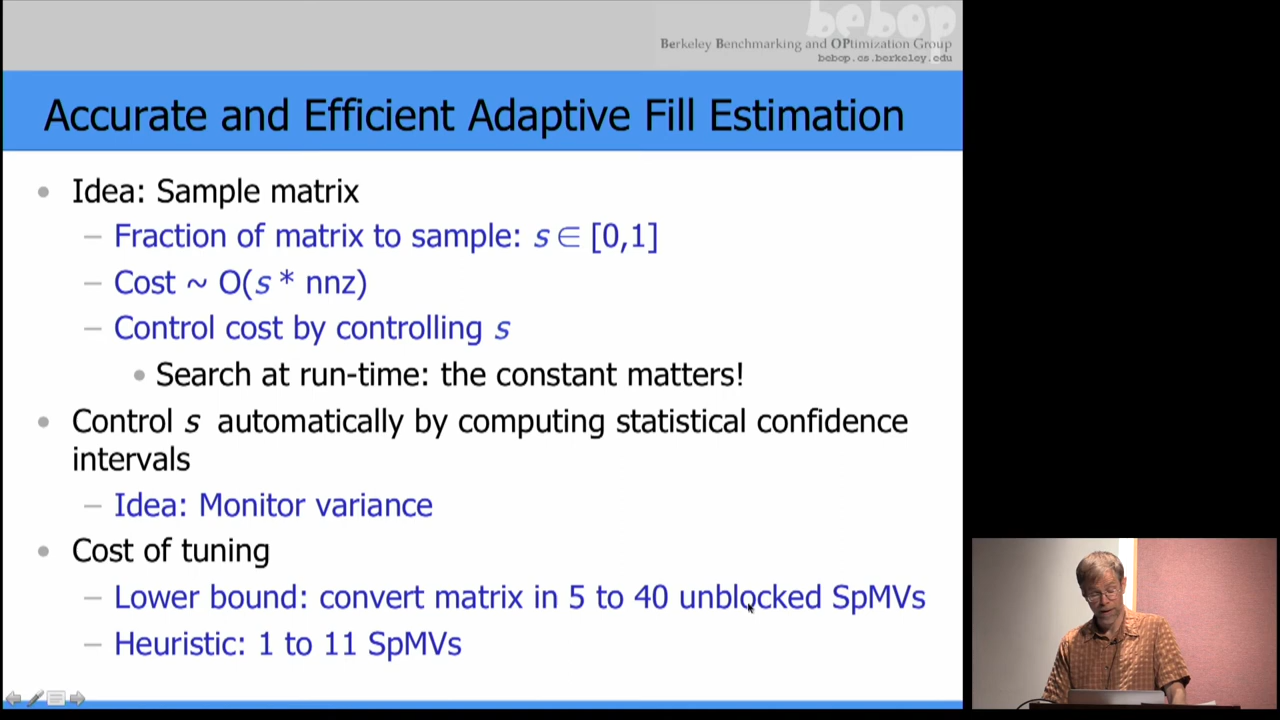 bebop
Berkeley Benchmarking and OPtimization Group
bebop.cs.berkeley.edu
Accurate and Efficient Adaptive Fill Estimation
• Idea: Sample matrix
– Fraction of matrix to sample: s ∈ [0,1]
– Cost ~ O(s * nnz)
– Control cost by controlling s
• Search at run-time: the constant matters!
• Control s automatically by computing statistical confidence
intervals
– Idea: Monitor variance
• Cost of tuning
– Lower bound: convert matrix in 5 to 40 unblocked SpMVs
– Heuristic: 1 to 11 SpMVs